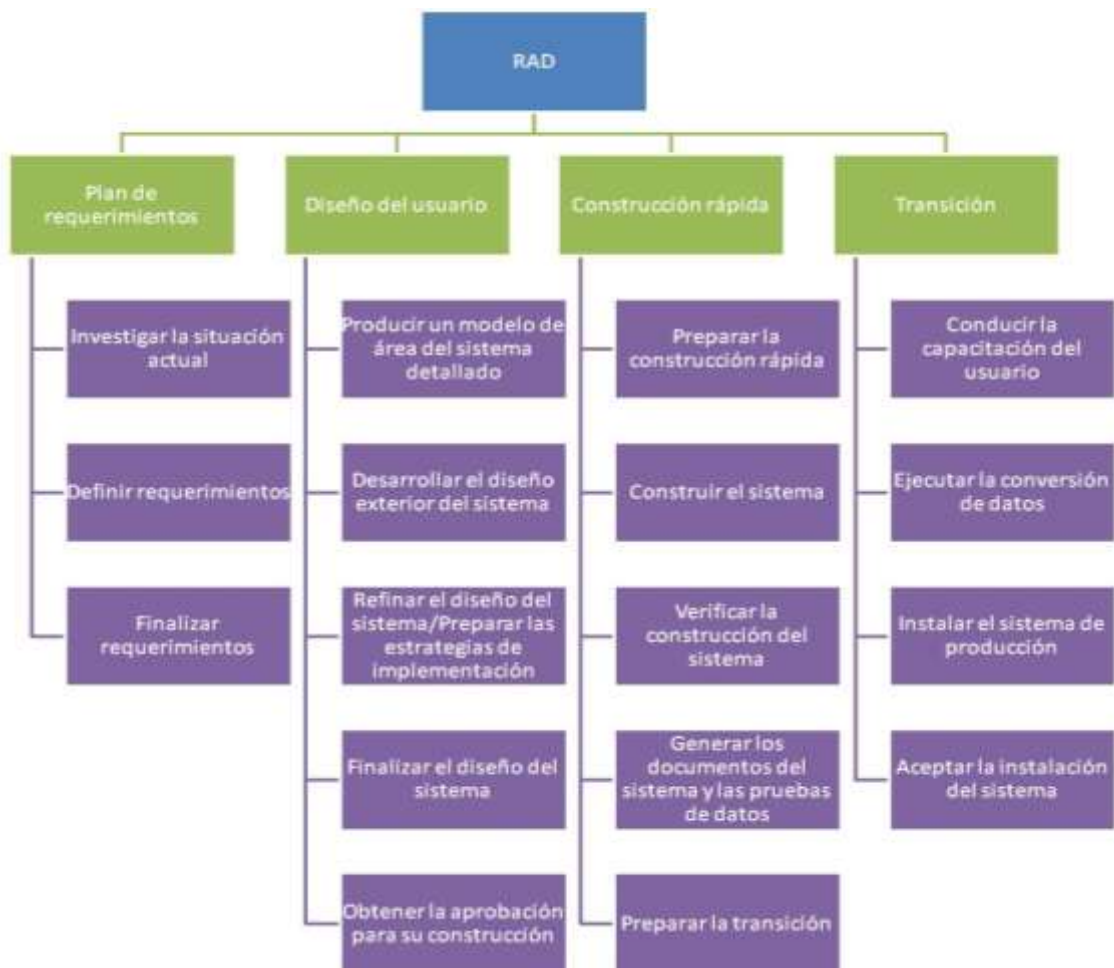 RAD
Plan de
requerimientos
Diseño del usuario
Construcción rápida
Transición
Investigar la situación
actual
Definir requerimientos
Finalizar
requerimientos
Producir un modelo de
área del sistema
detallado
Desarrollar el diseño
exterior del sistema
Refinar el diseño del
sistema/Preparar las
estrategias de
implementación
Finalizar el diseño del
sistema
Obtener la aprobación
para su construcción
Preparar la
construcción rápida
Construir el sistema
Verificar la
construcción del
sistema
Generar los
documentos del
sistema y las pruebas
de datos
Preparar la transición
Conducir la
capacitación del
usuario
Ejecutar la conversión
de datos
Instalar el sistema de
producción
Aceptar la instalación
del sistema